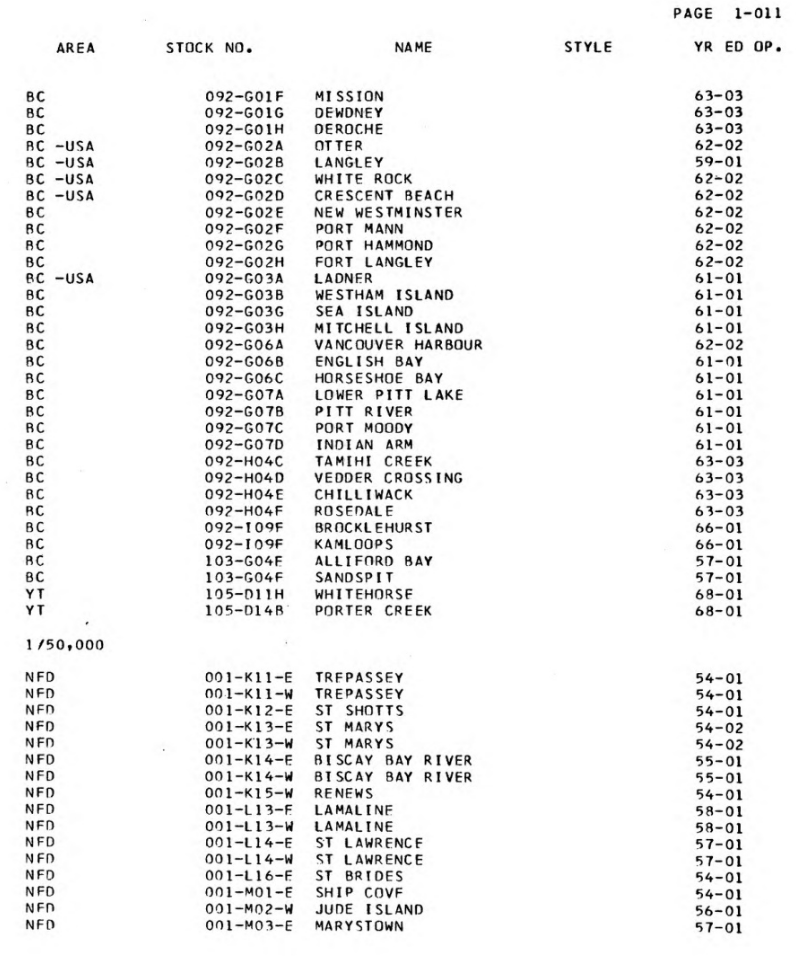 PAGE 1-011
AREA STOCK NO. NAME STYLE YR ED OP.
BC 092-G01F MISSION 63-03
BC 092-G01G DEWDNEY 63-03
BC 092-G01H DEROCHE 63-03
BC -USA 092-G02A OTTER 62-02
BC -USA 092-G02B LANGLEY 59-01
BC -USA 092-G02C WHITE ROCK 62-02
BC -USA 092-G02D CRESCENT BEACH 62-02
BC 092-G02E NEW WESTMINSTER 62-02
BC 092-G02F PORT MANN 62-02
BC 092-G02G PORT HAMMOND 62-02
BC 092-G02H FORT LANGLEY 62-02
BC -USA 092-G03A LADNER 61-01
BC 092-G03B WESTHAM ISLAND 61-01
BC 092-G03G SEA ISLAND 61-01
BC 092-G03H MITCHELL ISLAND 61-01
BC 092-G06A VANCOUVER HARBOUR 62-02
BC 092-G06B ENGLISH BAY 61-01
BC 092-G06C HORSESHOE BAY 61-01
BC 092-G07A LOWER PITT LAKE 61-01
BC 092-G07B PITT RIVER 61-01
BC 092-G07C PORT MOODY 61-01
BC 092-G07D INDIAN ARM 61-01
BC 092-H04C TAMIHI CREEK 63-03
BC 092-H04D VEDDER CROSSING 63-03
BC 092-H04E CHILLIWACK 63-03
BC 092-H04F ROSEDALE 63-03
BC 092-I09F BROCKLEHURST 66-01
BC 092-I09F KAMLOOPS 66-01
BC 103-G04E ALLIFORD BAY 57-01
BC 103-G04F SANDSPIT 57-01
YT 105-D11H WHITEHORSE 68-01
YT 105-D14B PORTER CREEK 68-01
1/50,000
NFD 001-K11-E TREPASSEY 54-01
NFD 001-K11-W TREPASSEY 54-01
NFD 001-K12-E ST SHOTTS 54-01
NFD 001-K13-E ST MARYS 54-02
NFD 001-K13-W ST MARYS 54-02
NFD 001-K14-E BISCAY BAY RIVER 55-01
NFD 001-K14-W BISCAY BAY RIVER 55-01
NFD 001-K15-W RENEWS 54-01
NFD 001-L13-E LAMALINE 58-01
NFD 001-L13-W LAMALINE 58-01
NFD 001-L14-E ST LAWRENCE 57-01
NFD 001-L14-W ST LAWRENCE 57-01
NFD 001-L16-E ST BRIDES 54-01
NFD 001-M01-E SHIP COVE 54-01
NFD 001-M02-W JUDE ISLAND 56-01
NFD 001-M03-E MARYSTOWN 57-01